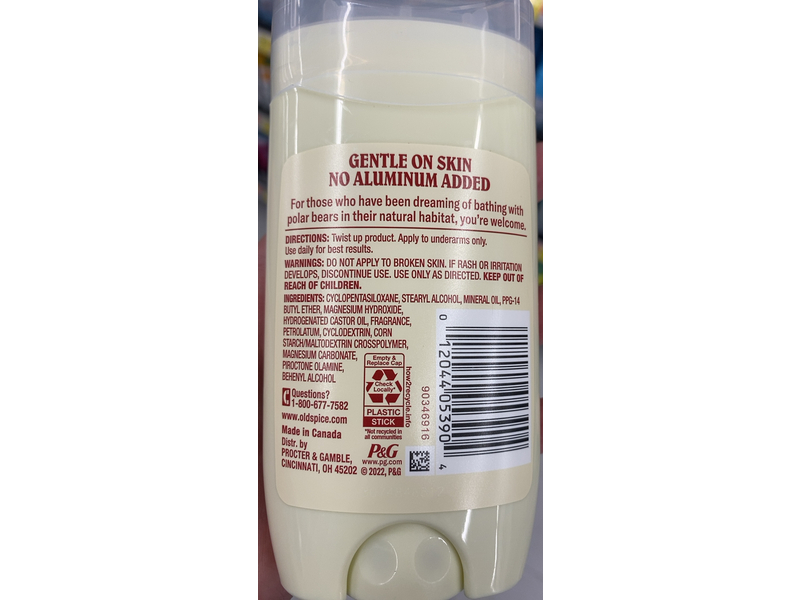 GENTLE ON SKIN
NO ALUMINUM ADDED
For those who have been dreaming of bathing with
polar bears in their natural habitat, you're welcome.
DIRECTIONS: Twist up product. Apply to underarms only.
Use daily for best results.
WARNINGS: DO NOT APPLY TO BROKEN SKIN. IF RASH OR IRRITATION
DEVELOPS, DISCONTINUE USE. USE ONLY AS DIRECTED. KEEP OUT OF
REACH OF CHILDREN.
INGREDIENTS: CYCLOPENTASILOXANE, STEARYL ALCOHOL, MINERAL OIL, PPG-14
BUTYL ETHER, MAGNESIUM HYDROXIDE,
HYDROGENATED CASTOR OIL, FRAGRANCE,
PETROLATUM, CYCLODEXTRIN, CORN
STARCH/MALTODEXTRIN CROSSPOLYMER,
MAGNESIUM CARBONATE,
PIROCTONE OLAMINE,
BEHENYL ALCOHOL
Questions?
1-800-677-7582
www.oldspice.com
Made in Canada
Distr. by
PROCTER & GAMBLE,
CINCINNATI, OH 45202
Empty &
Replace Cap
Check
Locally*
PLASTIC
STICK
*Not recycled in
all communities
how2recycle.info
P&G
www.pg.com
© 2022, P&G
90346916
0 12044 05390 4